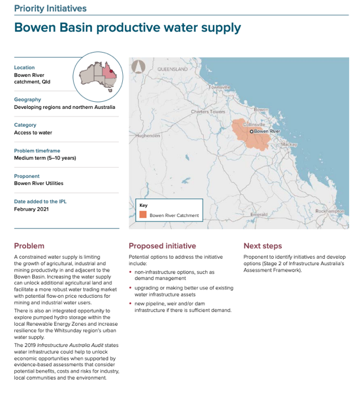 Priority Initiatives
Bowen Basin productive water supply
Location
Bowen River
catchment, Qld
Geography
Developing regions and northern Australia
Category
Access to water
Problem timeframe
Medium term (5–10 years)
Proponent
Bowen River Utilities
Date added to the IPL
February 2021
QUEENSLAND
Charters Towers
Bowen River
Mackay
Hughenden
Emerald
Rockhampton
Key
Bowen River Catchment
Problem
A constrained water supply is limiting
the growth of agricultural, industrial and
mining productivity in and adjacent to the
Bowen Basin. Increasing the water supply
can unlock additional agricultural land and
facilitate a more robust water trading market
with potential flow-on price reductions for
mining and industrial water users.
There is also an integrated opportunity to
explore pumped hydro storage within the
local Renewable Energy Zones and increase
resilience for the Whitsunday region's urban
water supply.
The 2019 Infrastructure Australia Audit states
water infrastructure could help to unlock
economic opportunities when supported by
evidence-based assessments that consider
potential benefits, costs and risks for industry,
local communities and the environment.
Proposed initiative
Potential options to address the initiative
include:
• non-infrastructure options, such as
demand management
• upgrading or making better use of existing
water infrastructure assets
• new pipeline, weir and/or dam
infrastructure if there is sufficient demand.
Next steps
Proponent to identify initiatives and develop
options (Stage 2 of Infrastructure Australia's
Assessment Framework).